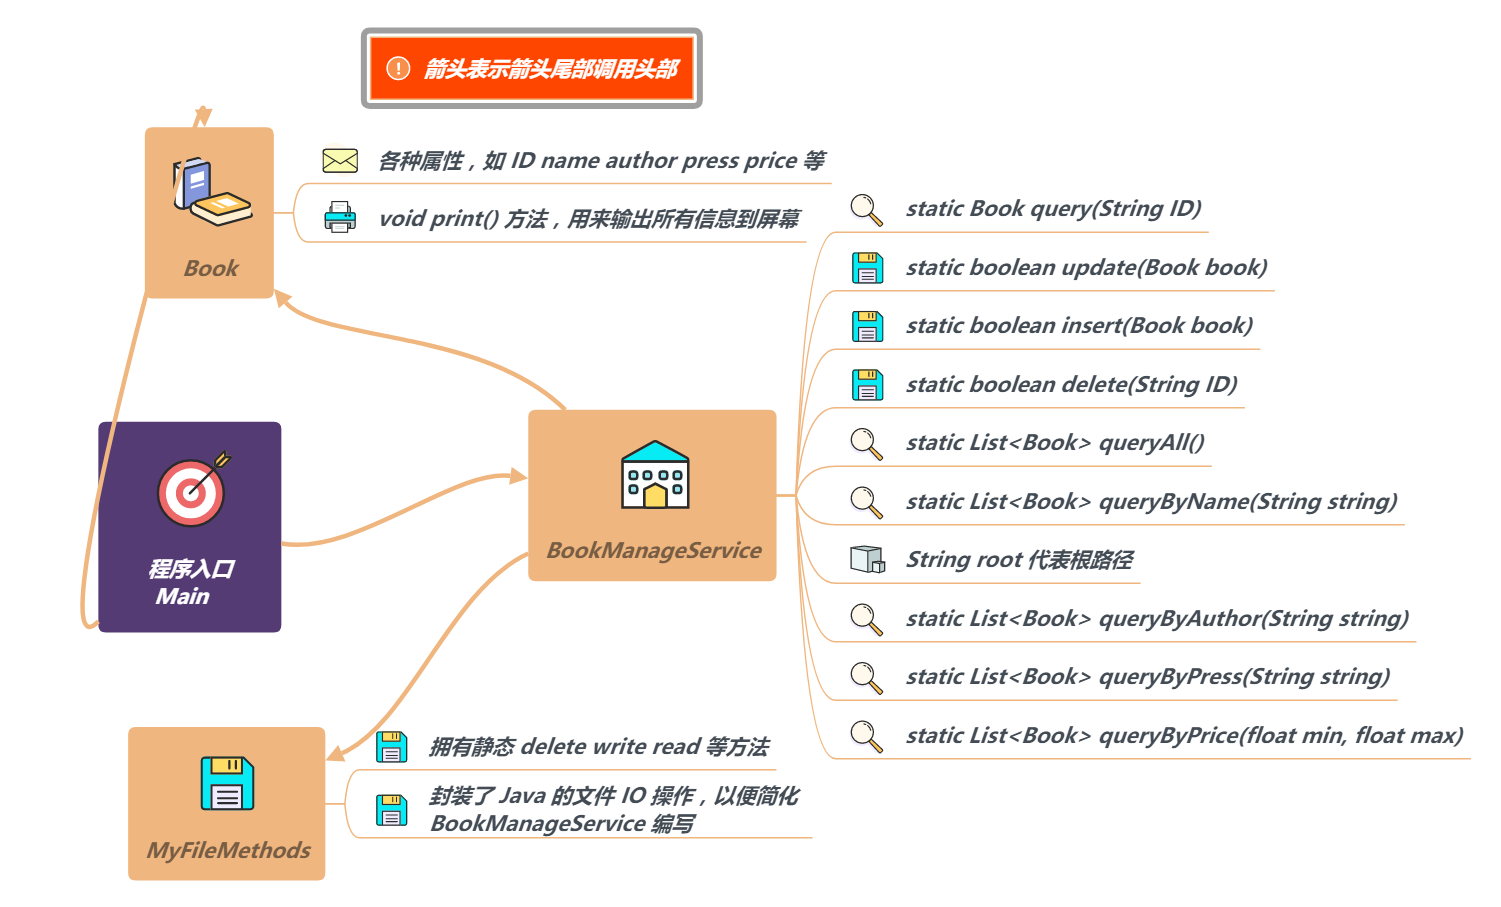 箭头表示箭头尾部调用头部
各种属性，如 ID name author press price 等
void print() 方法，用来输出所有信息到屏幕
Book
static Book query(String ID)
static boolean update(Book book)
static boolean insert(Book book)
static boolean delete(String ID)
static List<Book> queryAll()
static List<Book> queryByName(String string)
String root 代表根路径
static List<Book> queryByAuthor(String string)
static List<Book> queryByPress(String string)
static List<Book> queryByPrice(float min, float max)
BookManageService
程序入口
Main
拥有静态 delete write read 等方法
封装了 Java 的文件 IO 操作，以便简化
BookManageService 编写
MyFileMethods